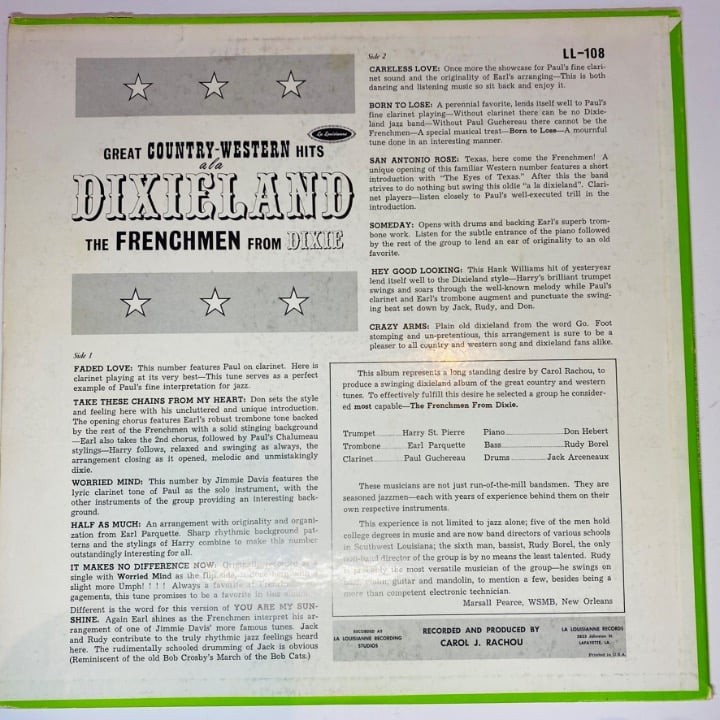 GREAT COUNTRY-WESTERN HITS
La Louisianne
a la
DIXIELAND
THE FRENCHMEN FROM DIXIE
Side 1
FADED LOVE: This number features Paul on clarinet. Here is
clarinet playing at its very best—This tune serves as a perfect
example of Paul's fine interpretation for jazz.
TAKE THESE CHAINS FROM MY HEART: Don sets the style
and feeling here with his uncluttered and unique introduction.
The opening chorus features Earl's robust trombone tone backed
by the rest of the Frenchmen with a solid stinging background
—Earl also takes the 2nd chorus, followed by Paul's Chaluneau
stylings—Harry follows, relaxed and swinging as always, the
arrangement closing as it opened, melodic and unmistakingly
dixie.
WORRIED MIND: This number by Jimmie Davis features the
lyric clarinet tone of Paul as the solo instrument, with the
other instruments of the group providing an interesting back-
ground.
HALF AS MUCH: An arrangement with originality and organi-
zation from Earl Parquette. Sharp rhythmic background pat-
terns and the stylings of Harry combine to make this number
outstandingly interesting for all.
IT MAKES NO DIFFERENCE NOW: Originally
single with Worried Mind as the flip side,
slight more Umph! ! ! ! Always a favorite at
gagements, this tune promises to be a favorite in this
Different is the word for this version of YOU ARE MY SUN-
SHINE. Again Earl shines as the Frenchmen interpret his ar-
rangement of one of Jimmie Davis' more famous tunes. Jack
and Rudy contribute to the truly rhythmic jazz feelings heard
here. The rudimentally schooled drumming of Jack is obvious
(Reminiscent of the old Bob Crosby's March of the Bob Cats.)
Side 2
LL-108
CARELESS LOVE: Once more the showcase for Paul's fine clari-
net sound and the originality of Earl's arranging—This is both
dancing and listening music so sit back and enjoy it.
BORN TO LOSE: A perennial favorite, lends itself well to Paul's
fine clarinet playing—Without clarinet there can be no Dixie-
land jazz band—Without Paul Guchereau there cannot be the
Frenchmen—A special musical treat—Born to Lose—A mournful
tune done in an interesting manner.
SAN ANTONIO ROSE: Texas, here come the Frenchmen! A
unique opening of this familiar Western number features a short
introduction with "The Eyes of Texas." After this the band
strives to do nothing but swing this oldie "a la dixieland". Clari-
net players—listen closely to Paul's well-executed trill in the
introduction.
SOMEDAY: Opens with drums and backing Earl's superb trom-
bone work. Listen for the subtle entrance of the piano followed
by the rest of the group to lend an ear of originality to an old
favorite.
HEY GOOD LOOKING: This Hank Williams hit of yesteryear
lend itself well to the Dixieland style—Harry's brilliant trumpet
swings and soars through the well-known melody while Paul's
clarinet and Earl's trombone augment and punctuate the swing-
ing beat set down by Jack, Rudy, and Don.
CRAZY ARMS: Plain old dixieland from the word Go. Foot
stomping and un-pretentious, this arrangement is sure to be a
pleaser to all country and western song and dixieland fans alike.
This album represents a long standing desire by Carol Rachou, to
produce a swinging dixieland album of the great country and western
tunes. To effectively fulfill this desire he selected a group he consider-
ed most capable—The Frenchmen From Dixie.
Trumpet Harry St. Pierre Piano Don Hebert
Trombone Earl Parquette Bass Rudy Borel
Clarinet Paul Guchereau Drums Jack Arceneaux
These musicians are not just run-of-the-mill bandsmen. They are
seasoned jazzmen—each with years of experience behind them on their
own respective instruments.
This experience is not limited to jazz alone; five of the men hold
college degrees in music and are now band directors of various schools
in Southwest Louisiana; the sixth man, bassist, Rudy Borel, the only
non-band director of the group is by no means the least talented. Rudy
is probably the most versatile musician of the group—he swings on
violin, guitar and mandolin, to mention a few, besides being a
more than competent electronic technician.
Marsall Pearce, WSMB, New Orleans
RECORDED AT
LA LOUISIANNE RECORDING
STUDIOS
RECORDED AND PRODUCED BY
CAROL J. RACHOU
LA LOUISIANNE RECORDS
LAFAYETTE, LA.
Printed in U.S.A.